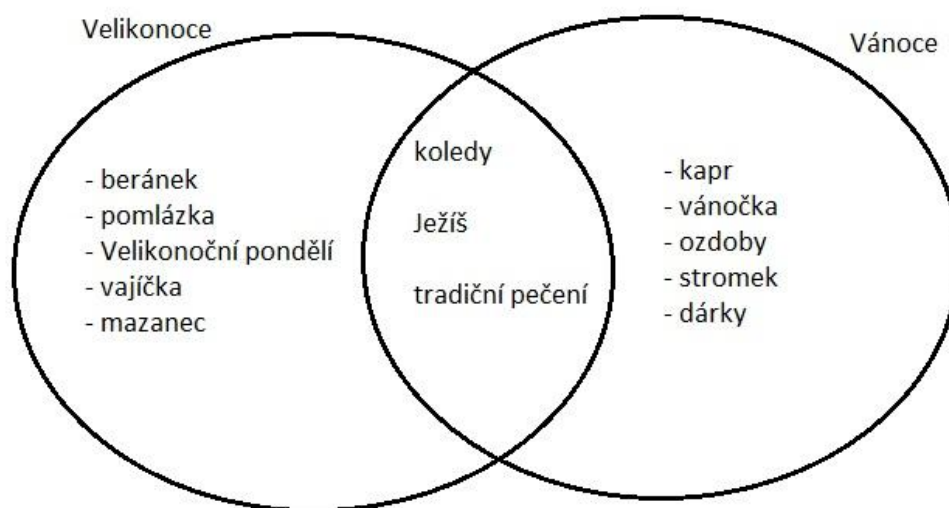 Velikonoce
Vánoce
- beránek
- pomlázka
- Velikonoční pondělí
- vajíčka
- mazanec
koledy
Ježíš
tradiční pečení
- kapr
- vánočka
- ozdoby
- stromek
- dárky